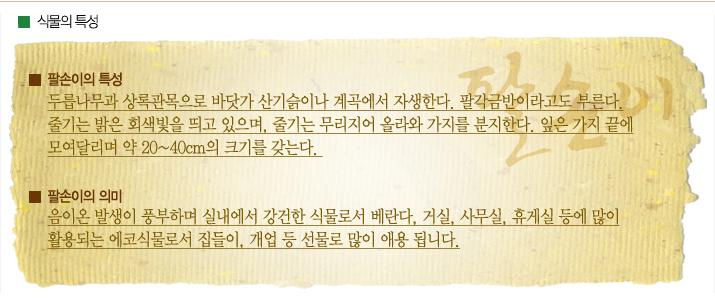 식물의 특성
팔손이
팔손이의 특성
두릅나무과 상록관목으로 바닷가 산기슭이나 계곡에서 자생한다. 팔각금반이라고도 부른다.
줄기는 밝은 회색빛을 띄고 있으며, 줄기는 무리지어 올라와 가지를 분지한다. 잎은 가지 끝에
모여달리며 약 20~40cm의 크기를 갖는다.
팔손이의 의미
음이온 발생이 풍부하며 실내에서 강건한 식물로서 베란다, 거실, 사무실, 휴게실 등에 많이
활용되는 에코식물로서 집들이, 개업 등 선물로 많이 애용 됩니다.